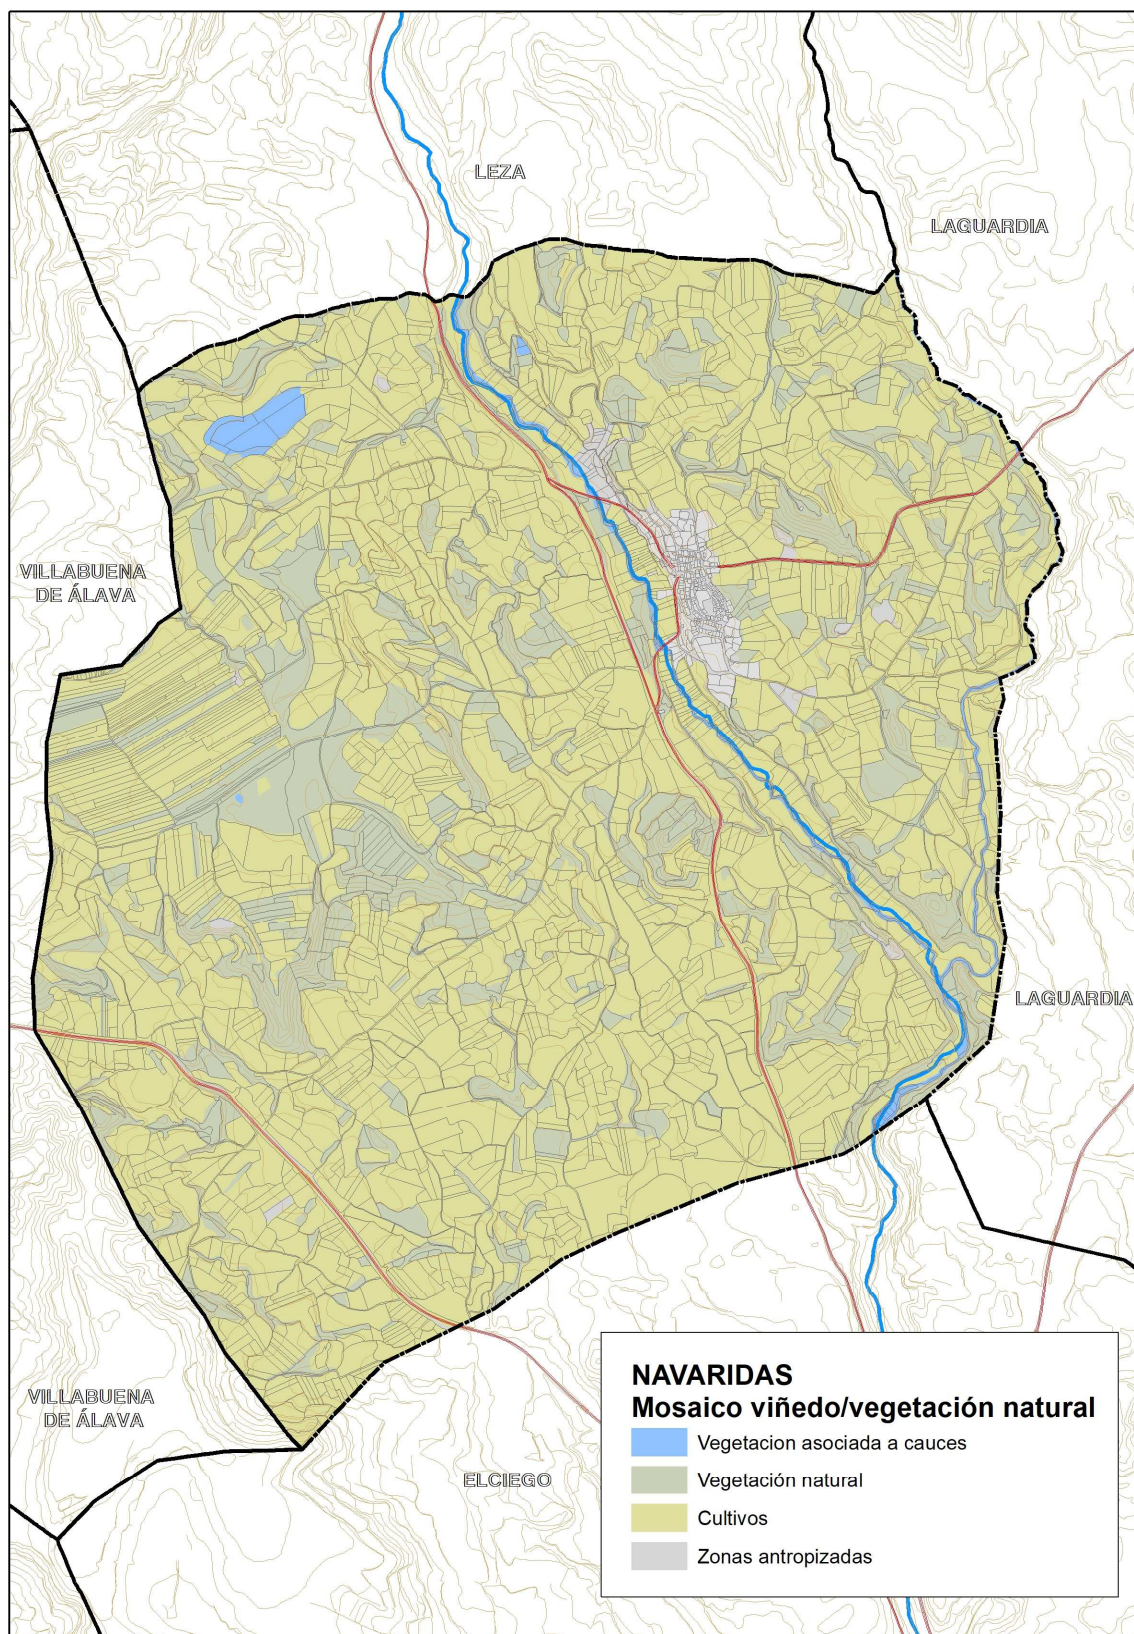 LEZA
LAGUARDIA
VILLABUENA
DE ÁLAVA
LAGUARDIA
VILLABUENA
DE ÁLAVA
ELCIEGO
NAVARIDAS
Mosaico viñedo/vegetación natural
Vegetacion asociada a cauces
Vegetación natural
Cultivos
Zonas antropizadas